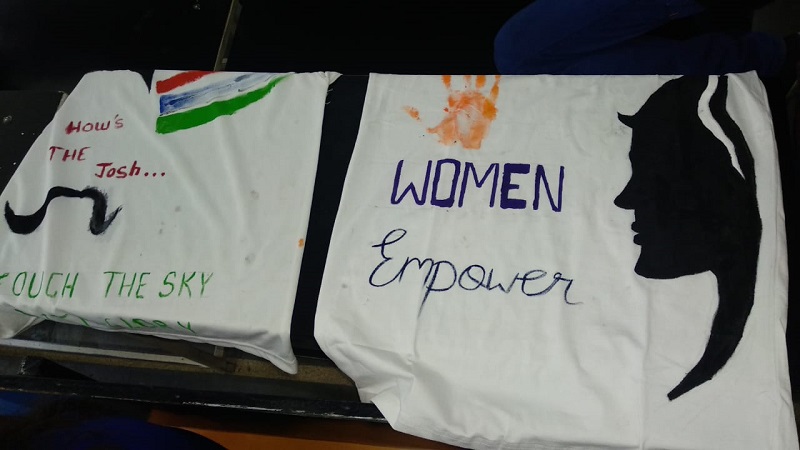 HOW'S
THE
Josh...
TOUCH THE SKY
WOMEN
Empower